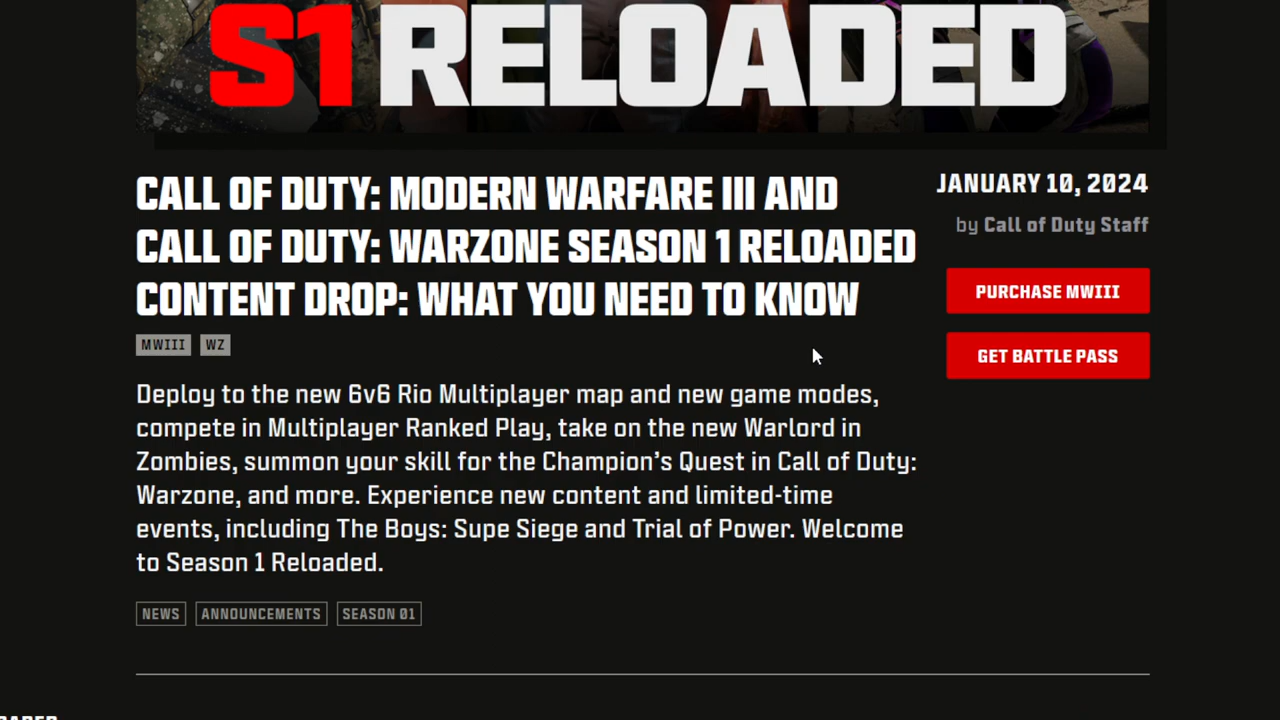 S1 RELOADED
CALL OF DUTY: MODERN WARFARE III AND
CALL OF DUTY: WARZONE SEASON 1 RELOADED
CONTENT DROP: WHAT YOU NEED TO KNOW
JANUARY 10, 2024
by Call of Duty Staff
PURCHASE MWIII
GET BATTLE PASS
MWIII WZ
Deploy to the new 6v6 Rio Multiplayer map and new game modes,
compete in Multiplayer Ranked Play, take on the new Warlord in
Zombies, summon your skill for the Champion's Quest in Call of Duty:
Warzone, and more. Experience new content and limited-time
events, including The Boys: Supe Siege and Trial of Power. Welcome
to Season 1 Reloaded.
NEWS ANNOUNCEMENTS SEASON 01